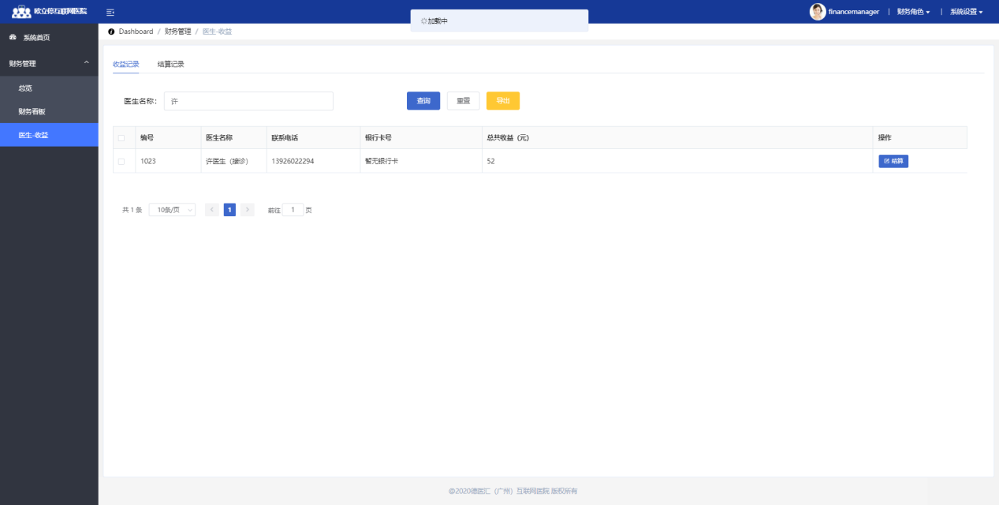 欧立停互联网医院
加载中
financemanager | 财务角色 | 系统设置
系统首页
财务管理
总览
财务看板
医生-收益
Dashboard / 财务管理 / 医生-收益
收益记录 结算记录
医生名称： 许 查询 重置 导出
编号 医生名称 联系电话 银行卡号 总共收益（元） 操作
1023 许医生（接诊） 13926022294 暂无银行卡 52 结算
共 1 条 10条/页 1 前往 1 页
@2020德医汇（广州）互联网医院 版权所有